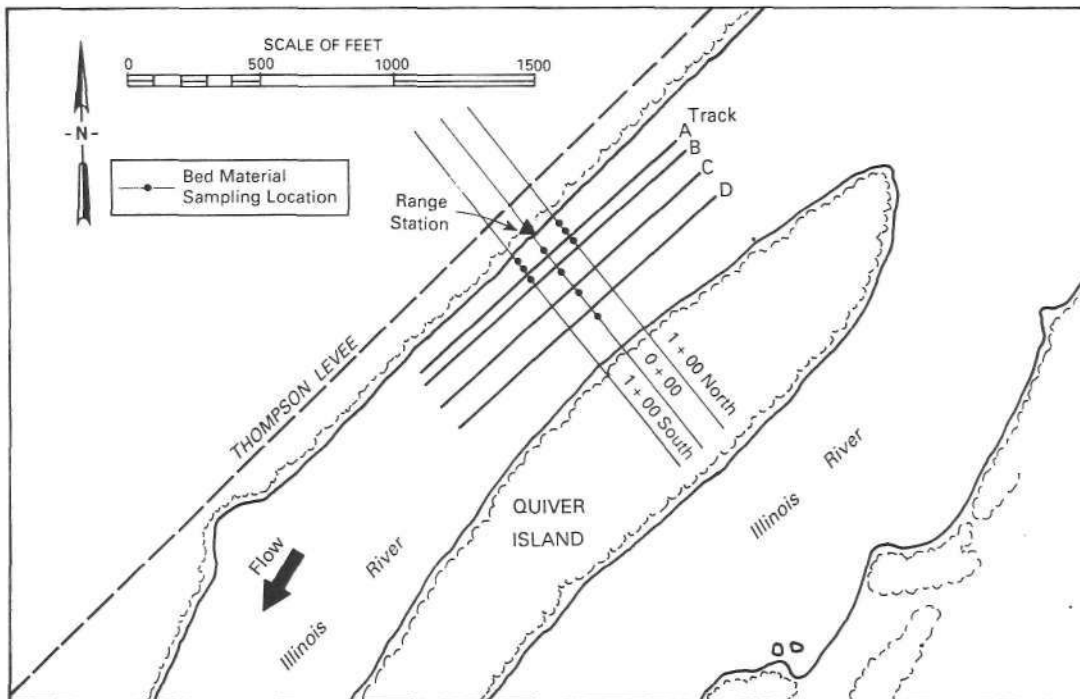 SCALE OF FEET
0 500 1000 1500
-N-
Bed Material
Sampling Location
Range
Station
Track
A
B
C
D
THOMPSON LEVEE
1 + 00 North
0 + 00
1 + 00 South
QUIVER
ISLAND
Flow
Illinois River
Illinois River